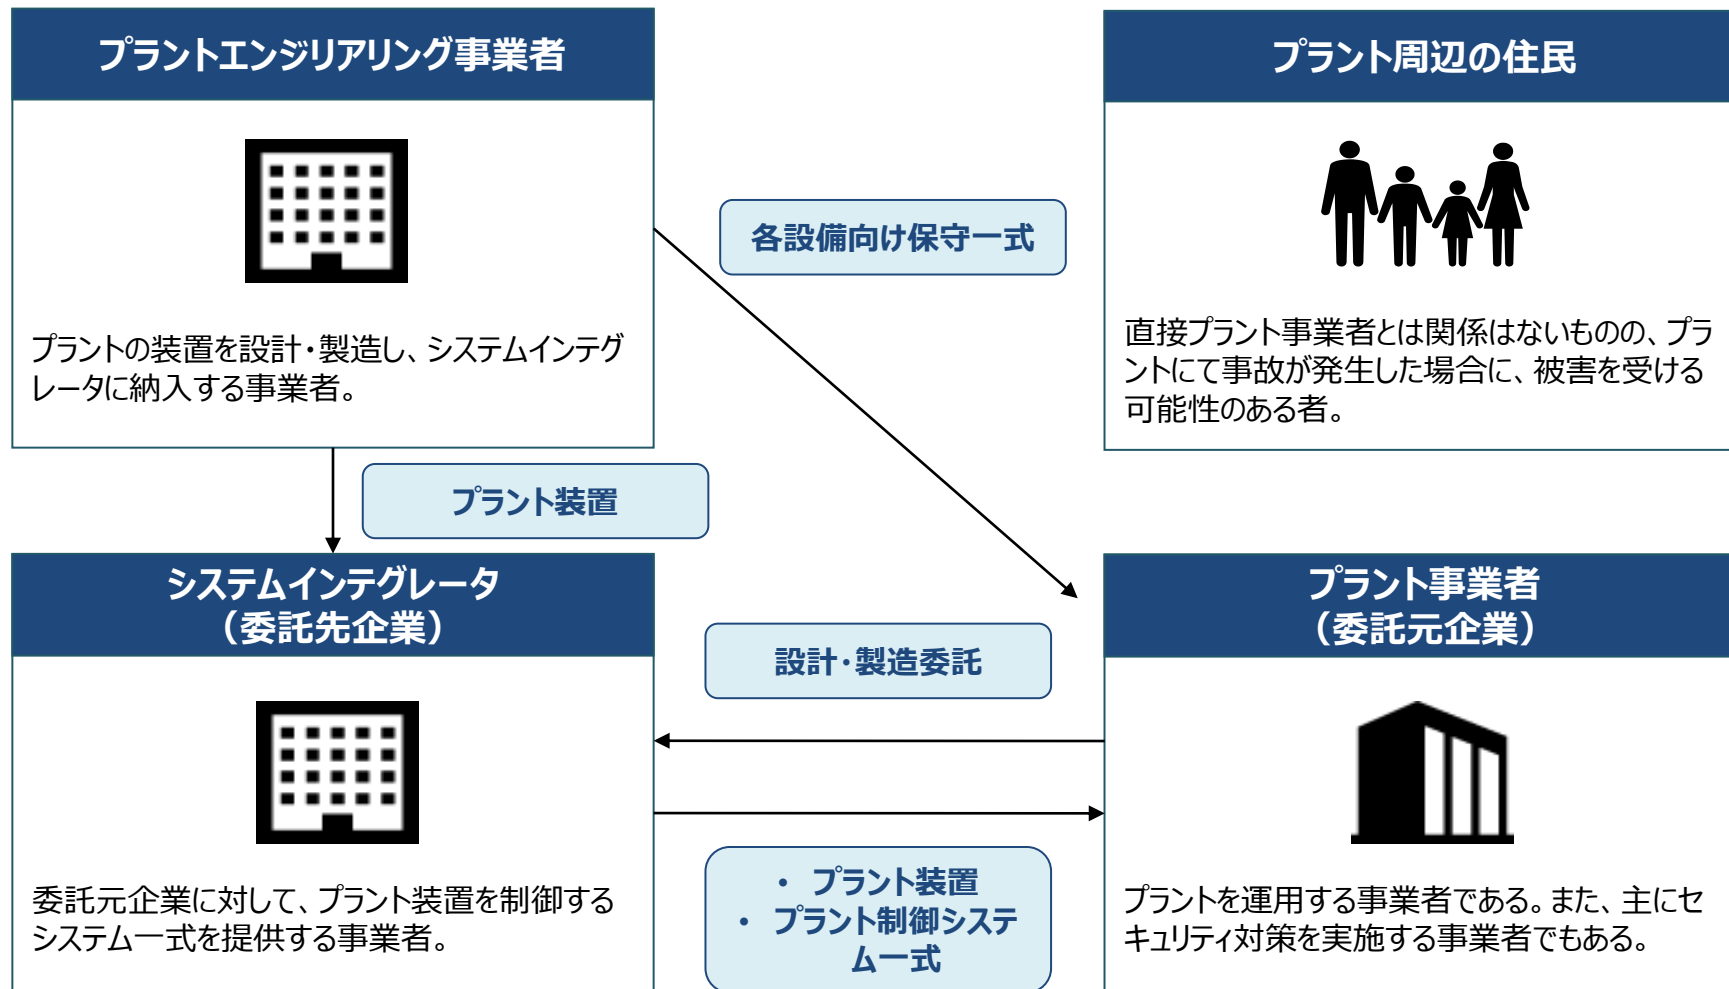 プラントエンジリアリング事業者
プラントの装置を設計・製造し、システムインテグ
レータに納入する事業者。
プラント周辺の住民
直接プラント事業者とは関係はないものの、プラ
ントにて事故が発生した場合に、被害を受ける
可能性のある者。
各設備向け保守一式
プラント装置
システムインテグレータ
（委託先企業）
委託元企業に対して、プラント装置を制御する
システム一式を提供する事業者。
設計・製造委託
• プラント装置
• プラント制御システ
ム一式
プラント事業者
（委託元企業）
プラントを運用する事業者である。また、主にセ
キュリティ対策を実施する事業者でもある。